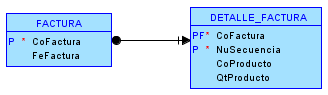 FACTURA
P * CoFactura
FeFactura
DETALLE_FACTURA
PF* CoFactura
P * NuSecuencia
CoProducto
QtProducto